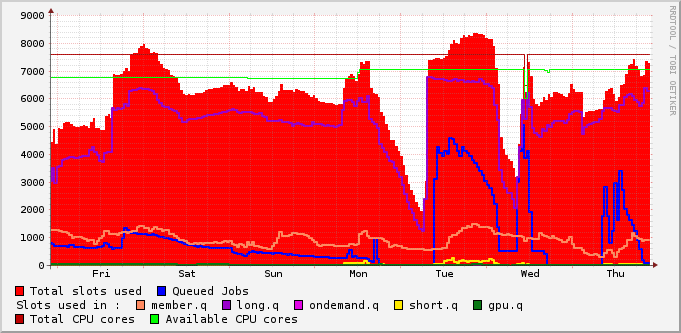 RRDTOOL / TOBI OETIKER
9000
8000
7000
6000
5000
4000
3000
2000
1000
0
Fri Sat Sun Mon Tue Wed Thu
Total slots used Queued Jobs
Slots used in : member.q long.q ondemand.q short.q gpu.q
Total CPU cores Available CPU cores